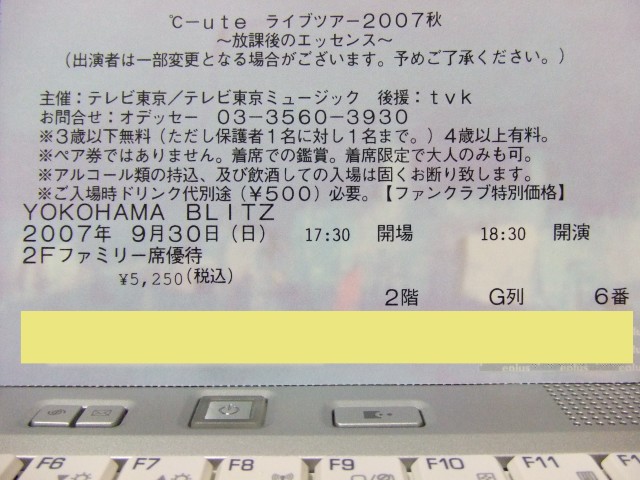 ℃−ｕｔｅ ライブツアー２００７秋
～放課後のエッセンス～
（出演者は一部変更となる場合がございます。予めご了承ください。）
主催：テレビ東京／テレビ東京ミュージック 後援：ｔｖｋ
お問合せ：オデッセー ０３−３５６０−３９３０
※３歳以下無料（ただし保護者１名に対し１名まで。）４歳以上有料。
※ペア券ではありません。着席での鑑賞。着席限定で大人のみも可。
※アルコール類の持込、及び飲酒しての入場は固くお断り致します。
※ご入場時ドリンク代別途（￥５００）必要。【ファンクラブ特別価格】
ＹＯＫＯＨＡＭＡ ＢＬＩＴＺ
２００７年 ９月３０日（日） 17:30 開場 18:30 開演
２Ｆファミリー席優待
¥5,250(税込)
２階 Ｇ列 ６番
eplus eplus eplus
F6 F7 F8 F9 F10 F11 F1